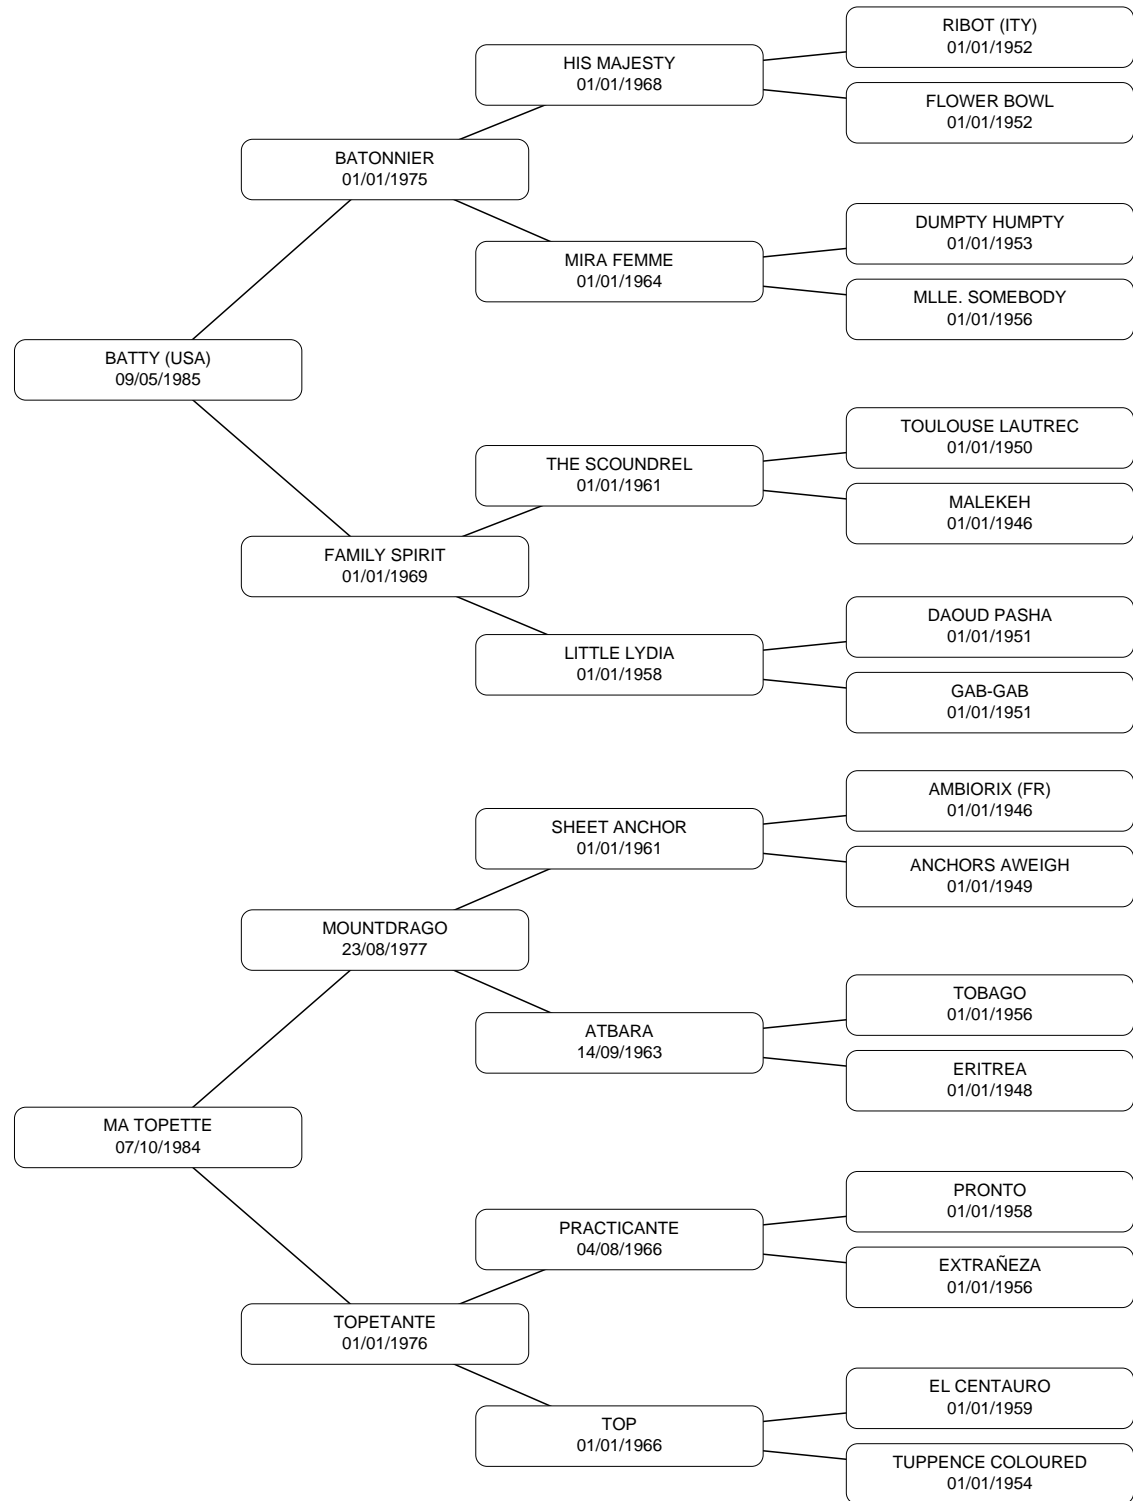 RIBOT (ITY)
01/01/1952
HIS MAJESTY
01/01/1968
FLOWER BOWL
01/01/1952
BATONNIER
01/01/1975
DUMPTY HUMPTY
01/01/1953
MIRA FEMME
01/01/1964
MLLE. SOMEBODY
01/01/1956
BATTY (USA)
09/05/1985
TOULOUSE LAUTREC
01/01/1950
THE SCOUNDREL
01/01/1961
MALEKEH
01/01/1946
FAMILY SPIRIT
01/01/1969
DAOUD PASHA
01/01/1951
LITTLE LYDIA
01/01/1958
GAB-GAB
01/01/1951
AMBIORIX (FR)
01/01/1946
SHEET ANCHOR
01/01/1961
ANCHORS AWEIGH
01/01/1949
MOUNTDRAGO
23/08/1977
TOBAGO
01/01/1956
ATBARA
14/09/1963
ERITREA
01/01/1948
MA TOPETTE
07/10/1984
PRONTO
01/01/1958
PRACTICANTE
04/08/1966
EXTRAÑEZA
01/01/1956
TOPETANTE
01/01/1976
EL CENTAURO
01/01/1959
TOP
01/01/1966
TUPPENCE COLOURED
01/01/1954